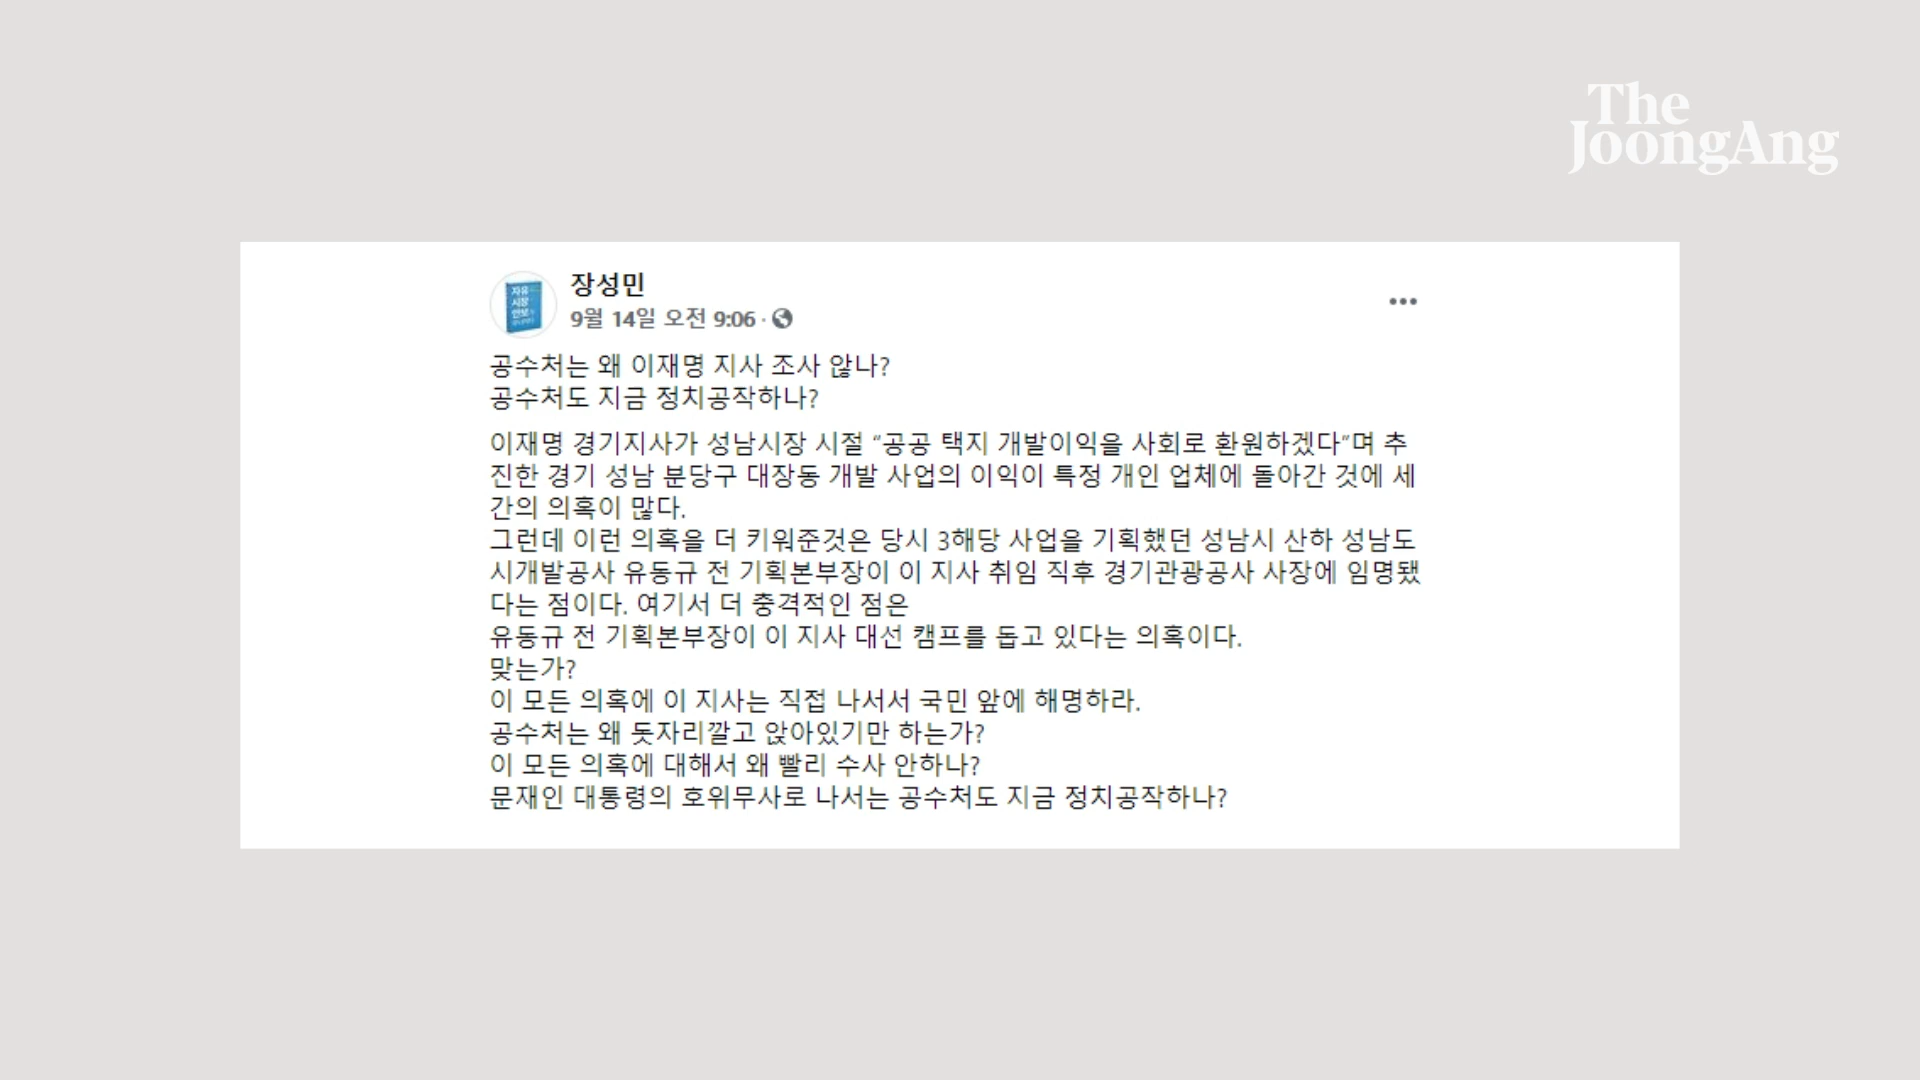 The
JoongAng
장성민
9월 14일 오전 9:06 ·
자유
시장
안보가
공수처는 왜 이재명 지사 조사 않나?
공수처도 지금 정치공작하나?
이재명 경기지사가 성남시장 시절 “공공 택지 개발이익을 사회로 환원하겠다”며 추
진한 경기 성남 분당구 대장동 개발 사업의 이익이 특정 개인 업체에 돌아간 것에 세
간의 의혹이 많다.
그런데 이런 의혹을 더 키워준것은 당시 3해당 사업을 기획했던 성남시 산하 성남도
시개발공사 유동규 전 기획본부장이 이 지사 취임 직후 경기관광공사 사장에 임명됐
다는 점이다. 여기서 더 충격적인 점은
유동규 전 기획본부장이 이 지사 대선 캠프를 돕고 있다는 의혹이다.
맞는가?
이 모든 의혹에 이 지사는 직접 나서서 국민 앞에 해명하라.
공수처는 왜 돗자리깔고 앉아있기만 하는가?
이 모든 의혹에 대해서 왜 빨리 수사 안하나?
문재인 대통령의 호위무사로 나서는 공수처도 지금 정치공작하나?